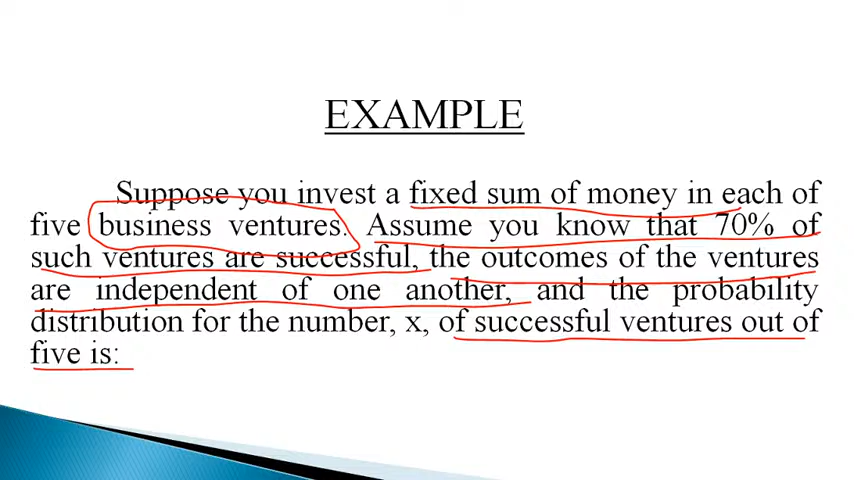 EXAMPLE
Suppose you invest a fixed sum of money in each of
five business ventures. Assume you know that 70% of
such ventures are successful, the outcomes of the ventures
are independent of one another, and the probability
distribution for the number, x, of successful ventures out of
five is: